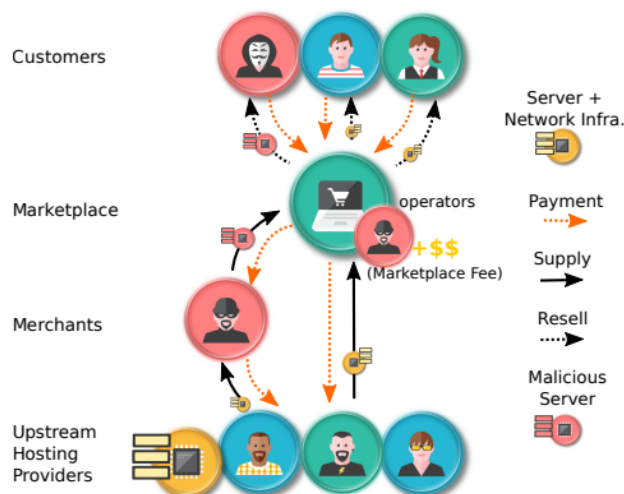 Customers
Server +
Network Infra.
Marketplace
operators
+$$
(Marketplace Fee)
Payment
Supply
Merchants
Resell
Malicious
Server
Upstream
Hosting
Providers